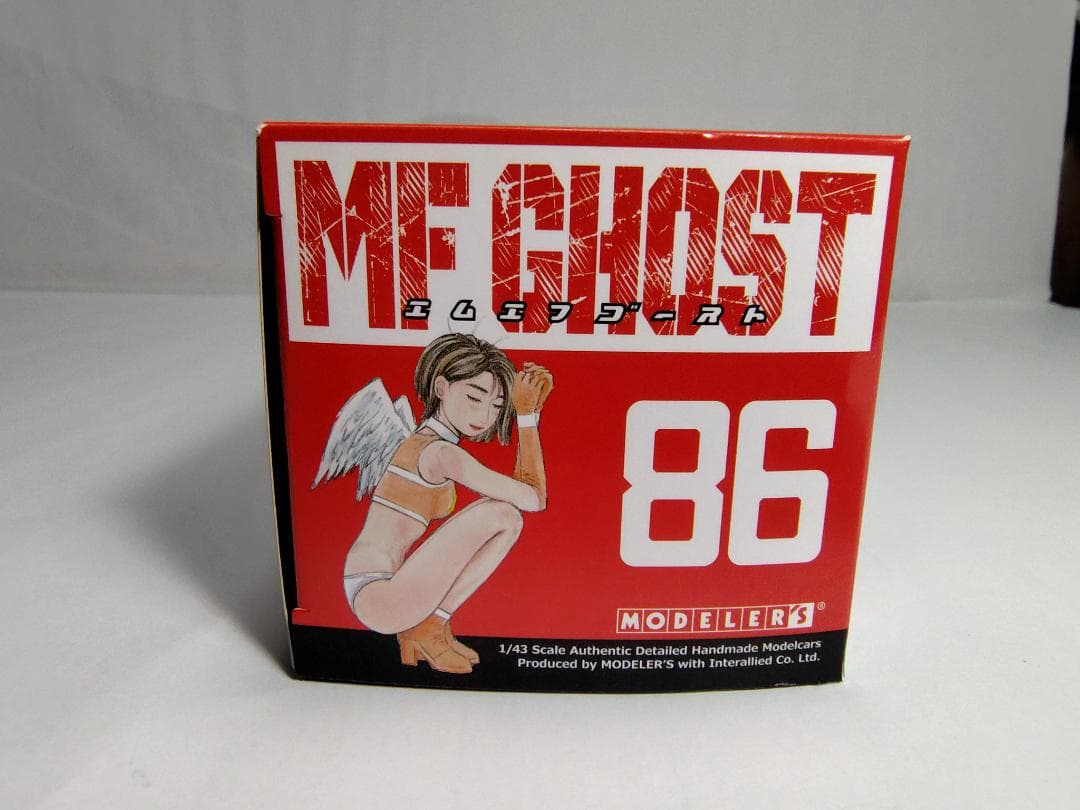 MF GHOST
エムエフゴースト
86
MODELER'S®
1/43 Scale Authentic Detailed Handmade Modelcars
Produced by MODELER'S with Interallied Co. Ltd.